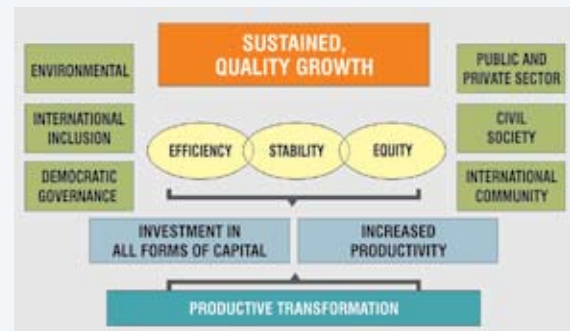 SUSTAINED,
QUALITY GROWTH
ENVIRONMENTAL
INTERNATIONAL
INCLUSION
DEMOCRATIC
GOVERNANCE
PUBLIC AND
PRIVATE SECTOR
CIVIL
SOCIETY
INTERNATIONAL
COMMUNITY
EFFICIENCY
STABILITY
EQUITY
INVESTMENT IN
ALL FORMS OF CAPITAL
INCREASED
PRODUCTIVITY
PRODUCTIVE TRANSFORMATION